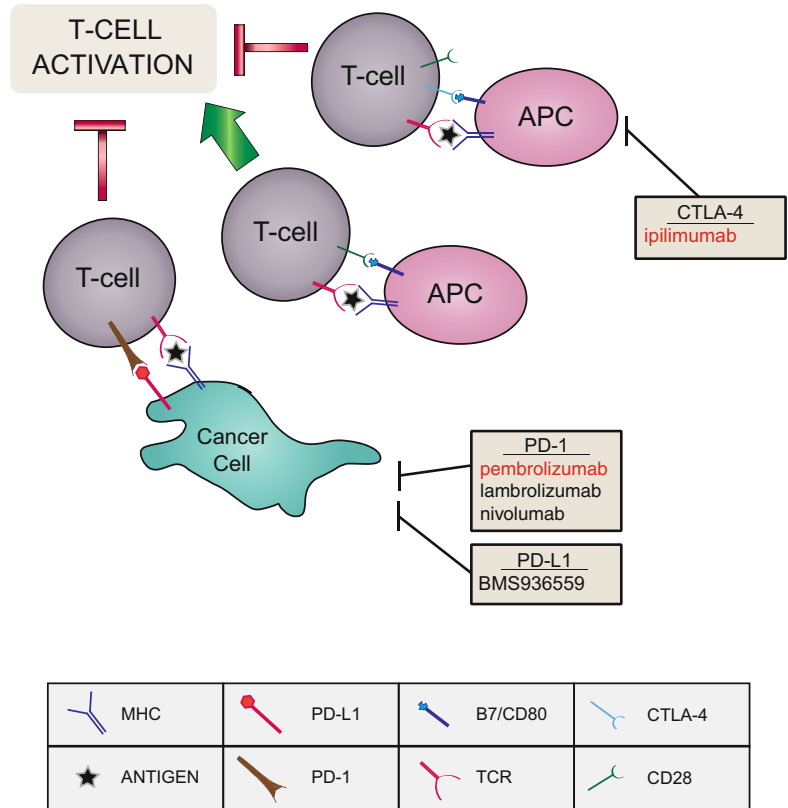 T-CELL
ACTIVATION
T-cell
APC
CTLA-4
ipilimumab
T-cell
APC
T-cell
Cancer
Cell
PD-1
pembrolizumab
lambrolizumab
nivolumab
PD-L1
BMS936559
MHC
PD-L1
B7/CD80
CTLA-4
ANTIGEN
PD-1
TCR
CD28